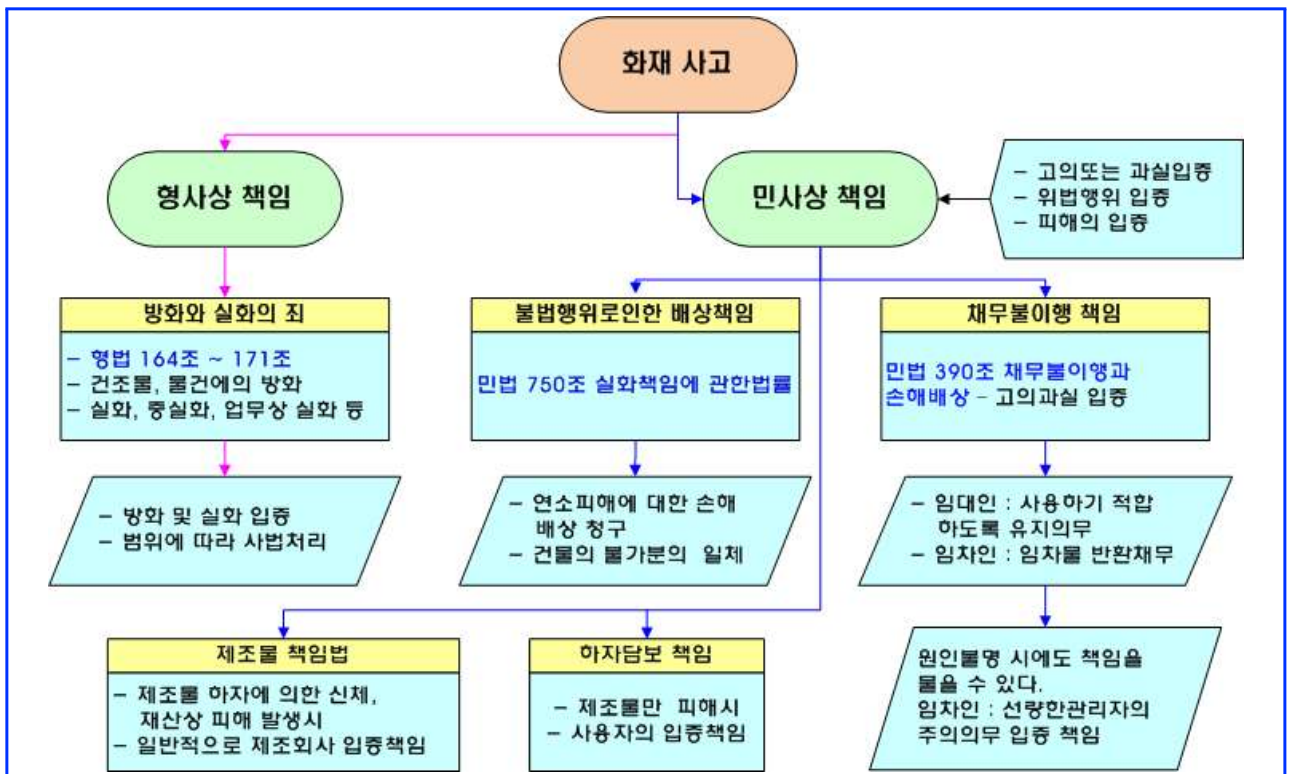 화재 사고
형사상 책임
민사상 책임
– 고의또는 과실입증
– 위법행위 입증
– 피해의 입증
방화와 실화의 죄
– 형법 164조 ~ 171조
– 건조물, 물건에의 방화
– 실화, 중실화, 업무상 실화 등
불법행위로인한 배상책임
민법 750조 실화책임에 관한법률
채무불이행 책임
민법 390조 채무불이행과
손해배상 – 고의과실 입증
– 방화 및 실화 입증
– 범위에 따라 사법처리
– 연소피해에 대한 손해
배상 청구
– 건물의 불가분의 일체
– 임대인 : 사용하기 적합
하도록 유지의무
– 임차인 : 임차물 반환채무
제조물 책임법
– 제조물 하자에 의한 신체,
재산상 피해 발생시
– 일반적으로 제조회사 입증책임
하자담보 책임
– 제조물만 피해시
– 사용자의 입증책임
원인불명 시에도 책임을
물을 수 있다.
임차인 : 선량한관리자의
주의의무 입증 책임